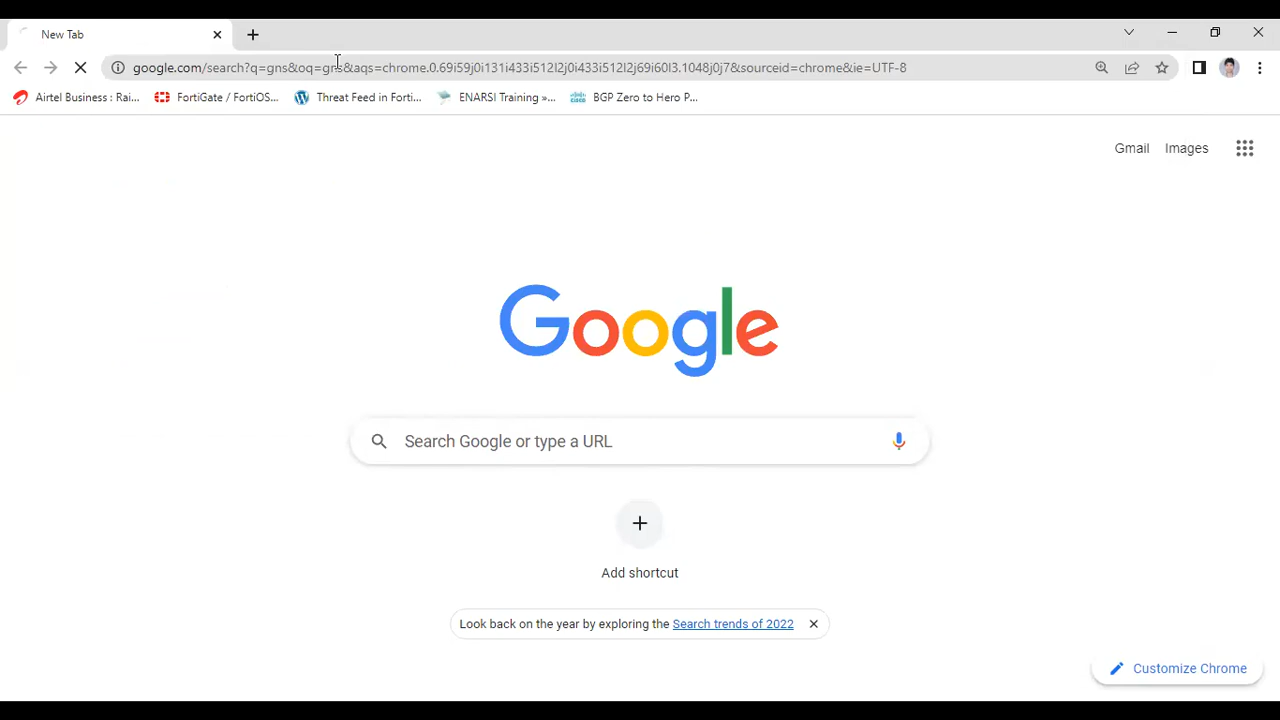 New Tab
google.com/search?q=gns&oq=gns&aqs=chrome.0.69i59j0i131i433i512l2j0i433i512l2j69i60l3.1048j0j7&sourceid=chrome&ie=UTF-8
Airtel Business : Rai... FortiGate / FortiOS... Threat Feed in Forti... ENARSI Training »... BGP Zero to Hero P...
Gmail Images
Google
Search Google or type a URL
Add shortcut
Look back on the year by exploring the Search trends of 2022
Customize Chrome